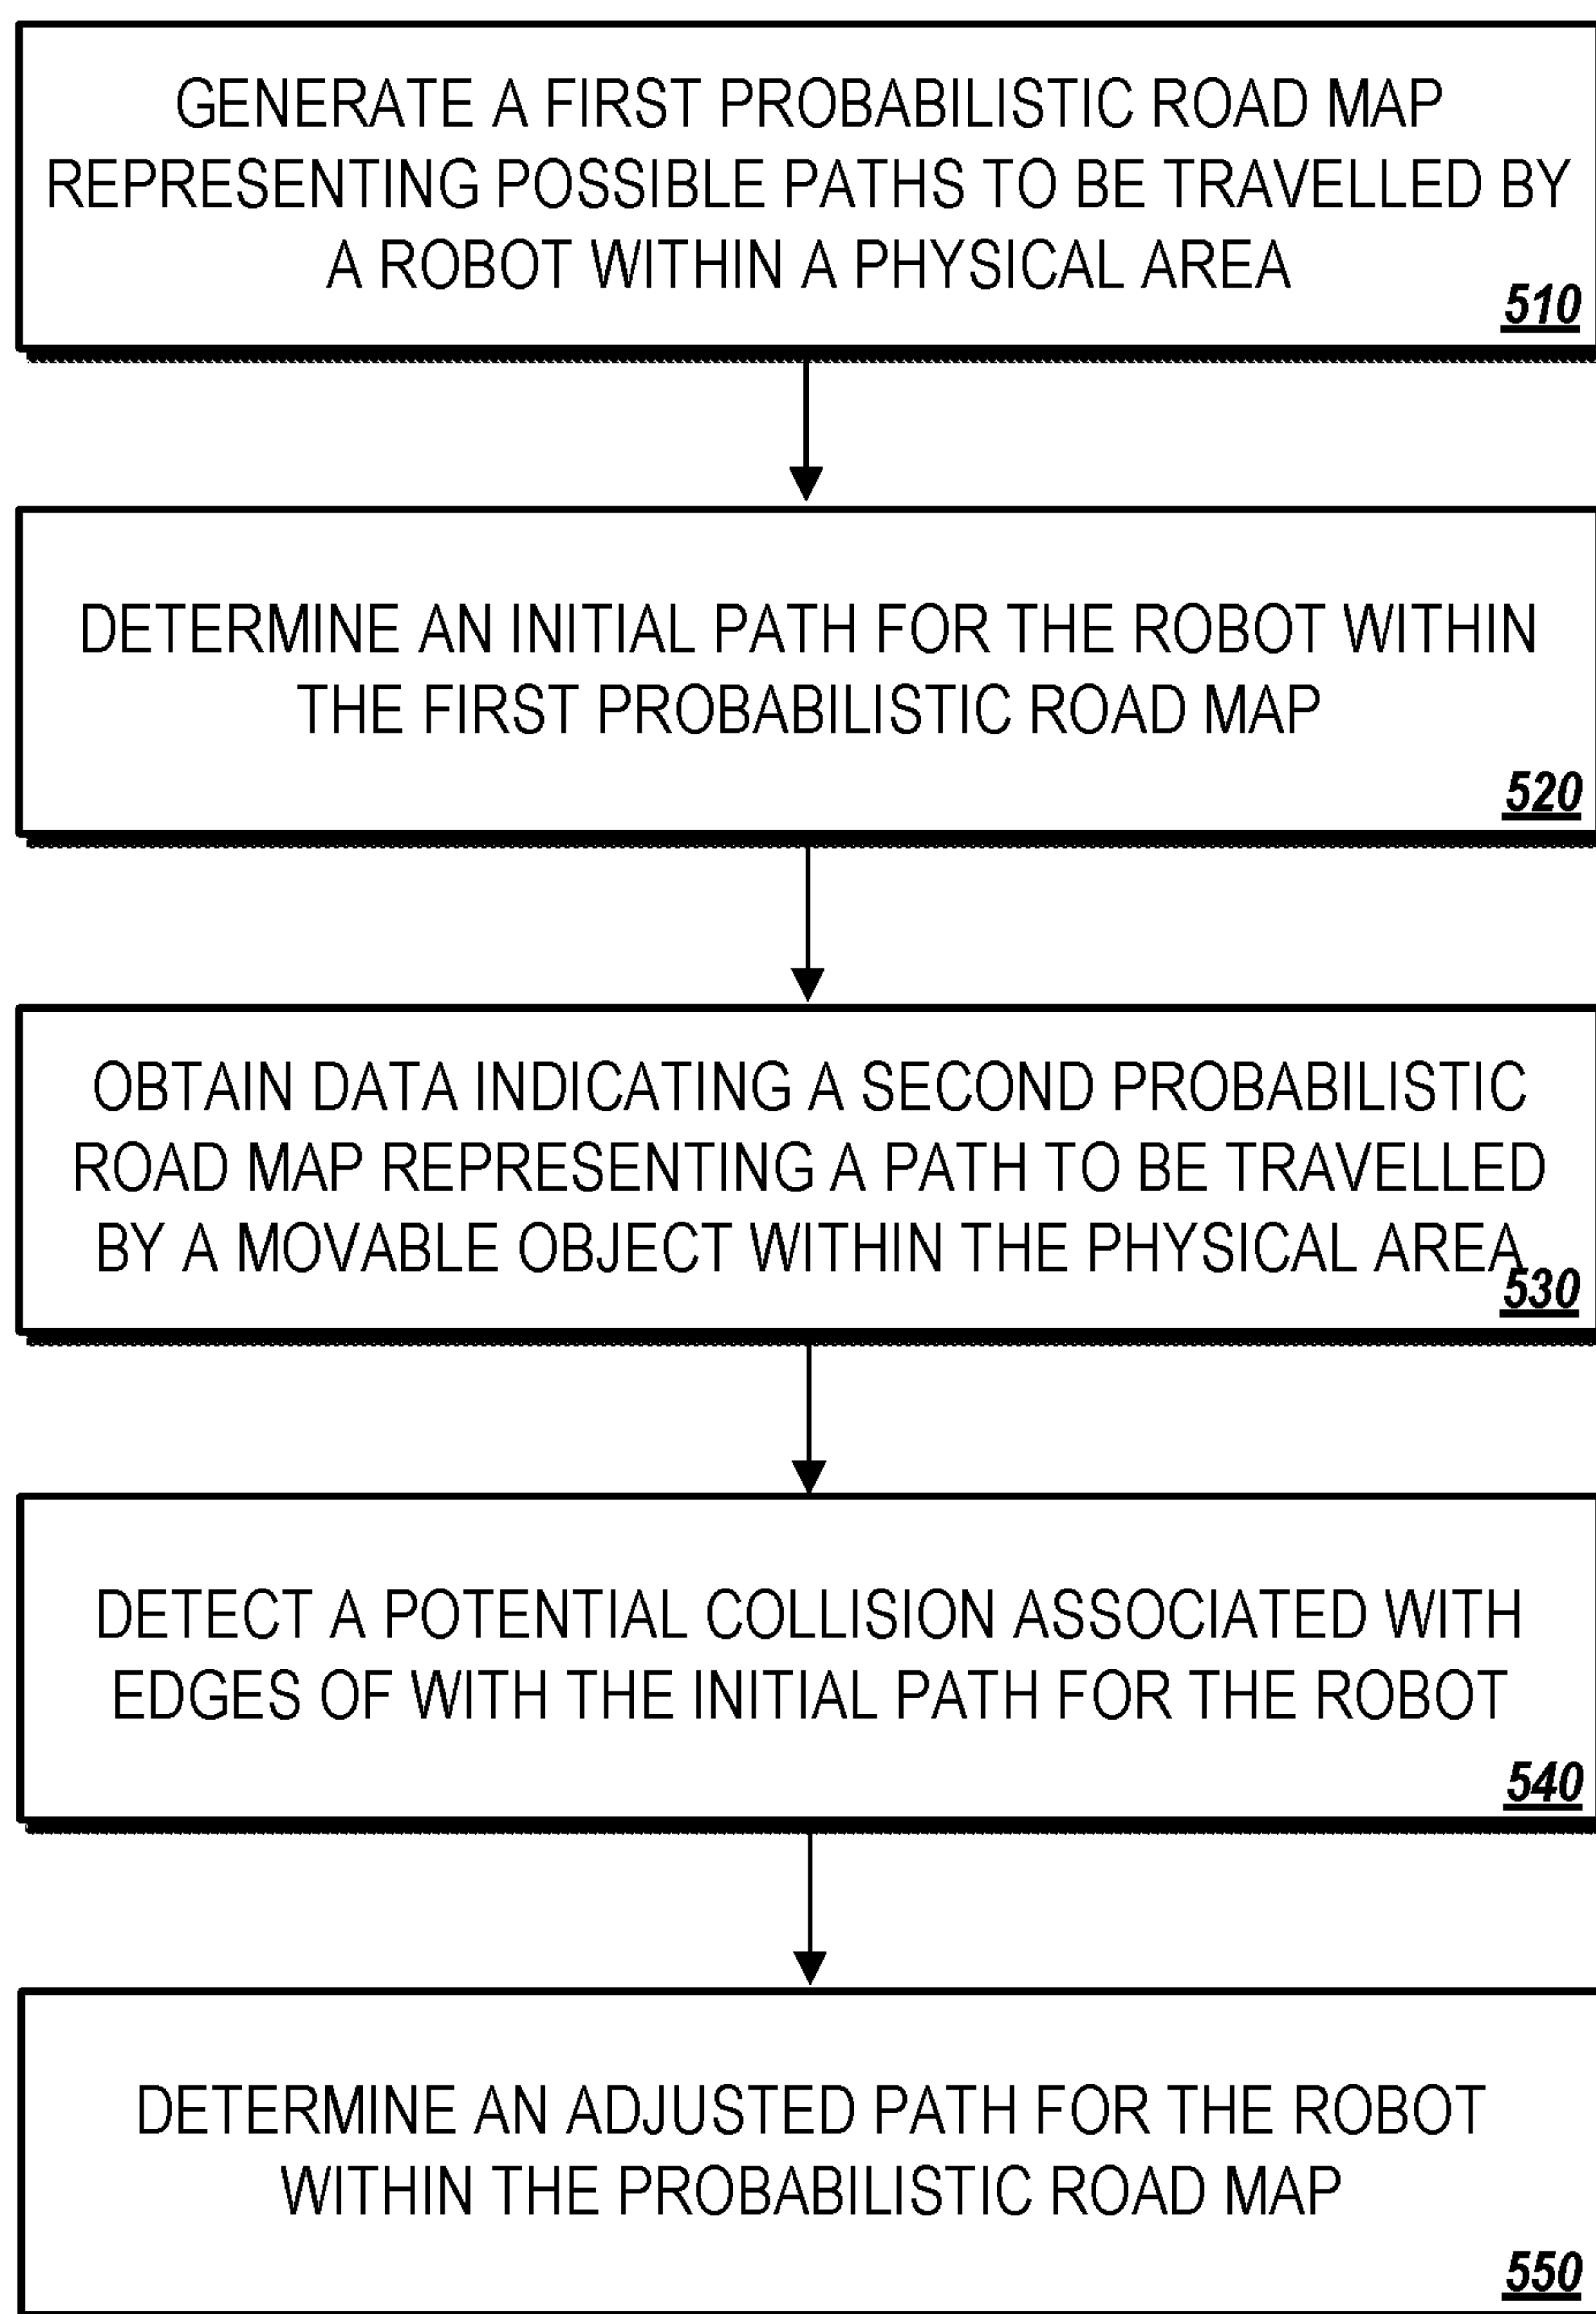 GENERATE A FIRST PROBABILISTIC ROAD MAP
REPRESENTING POSSIBLE PATHS TO BE TRAVELLED BY
A ROBOT WITHIN A PHYSICAL AREA
510
DETERMINE AN INITIAL PATH FOR THE ROBOT WITHIN
THE FIRST PROBABILISTIC ROAD MAP
520
OBTAIN DATA INDICATING A SECOND PROBABILISTIC
ROAD MAP REPRESENTING A PATH TO BE TRAVELLED
BY A MOVABLE OBJECT WITHIN THE PHYSICAL AREA
530
DETECT A POTENTIAL COLLISION ASSOCIATED WITH
EDGES OF WITH THE INITIAL PATH FOR THE ROBOT
540
DETERMINE AN ADJUSTED PATH FOR THE ROBOT
WITHIN THE PROBABILISTIC ROAD MAP
550